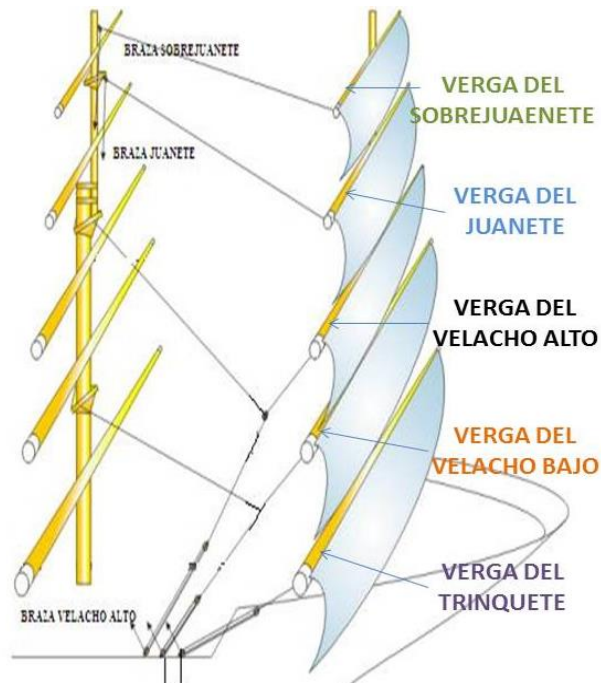 BRAZA SOBREJUANETE
BRAZA JUANETE
BRAZA VELACHO ALTO
VERGA DEL
SOBREJUAENETE
VERGA DEL
JUANETE
VERGA DEL
VELACHO ALTO
VERGA DEL
VELACHO BAJO
VERGA DEL
TRINQUETE